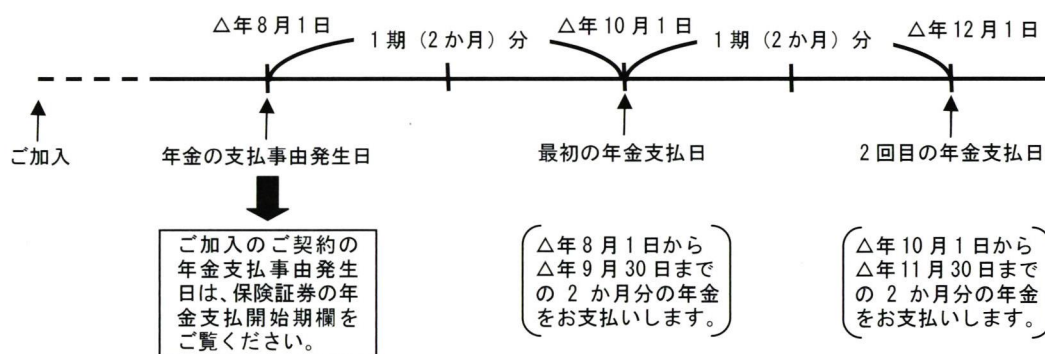 △年8月1日
1期(2か月)分
△年10月1日
1期(2か月)分
△年12月1日
ご加入
年金の支払事由発生日
最初の年金支払日
2回目の年金支払日
ご加入のご契約の
年金支払事由発生
日は、保険証券の年
金支払開始期欄を
ご覧ください。
△年8月1日から
△年9月30日まで
の2か月分の年金
をお支払いします。
△年10月1日から
△年11月30日まで
の2か月分の年金
をお支払いします。